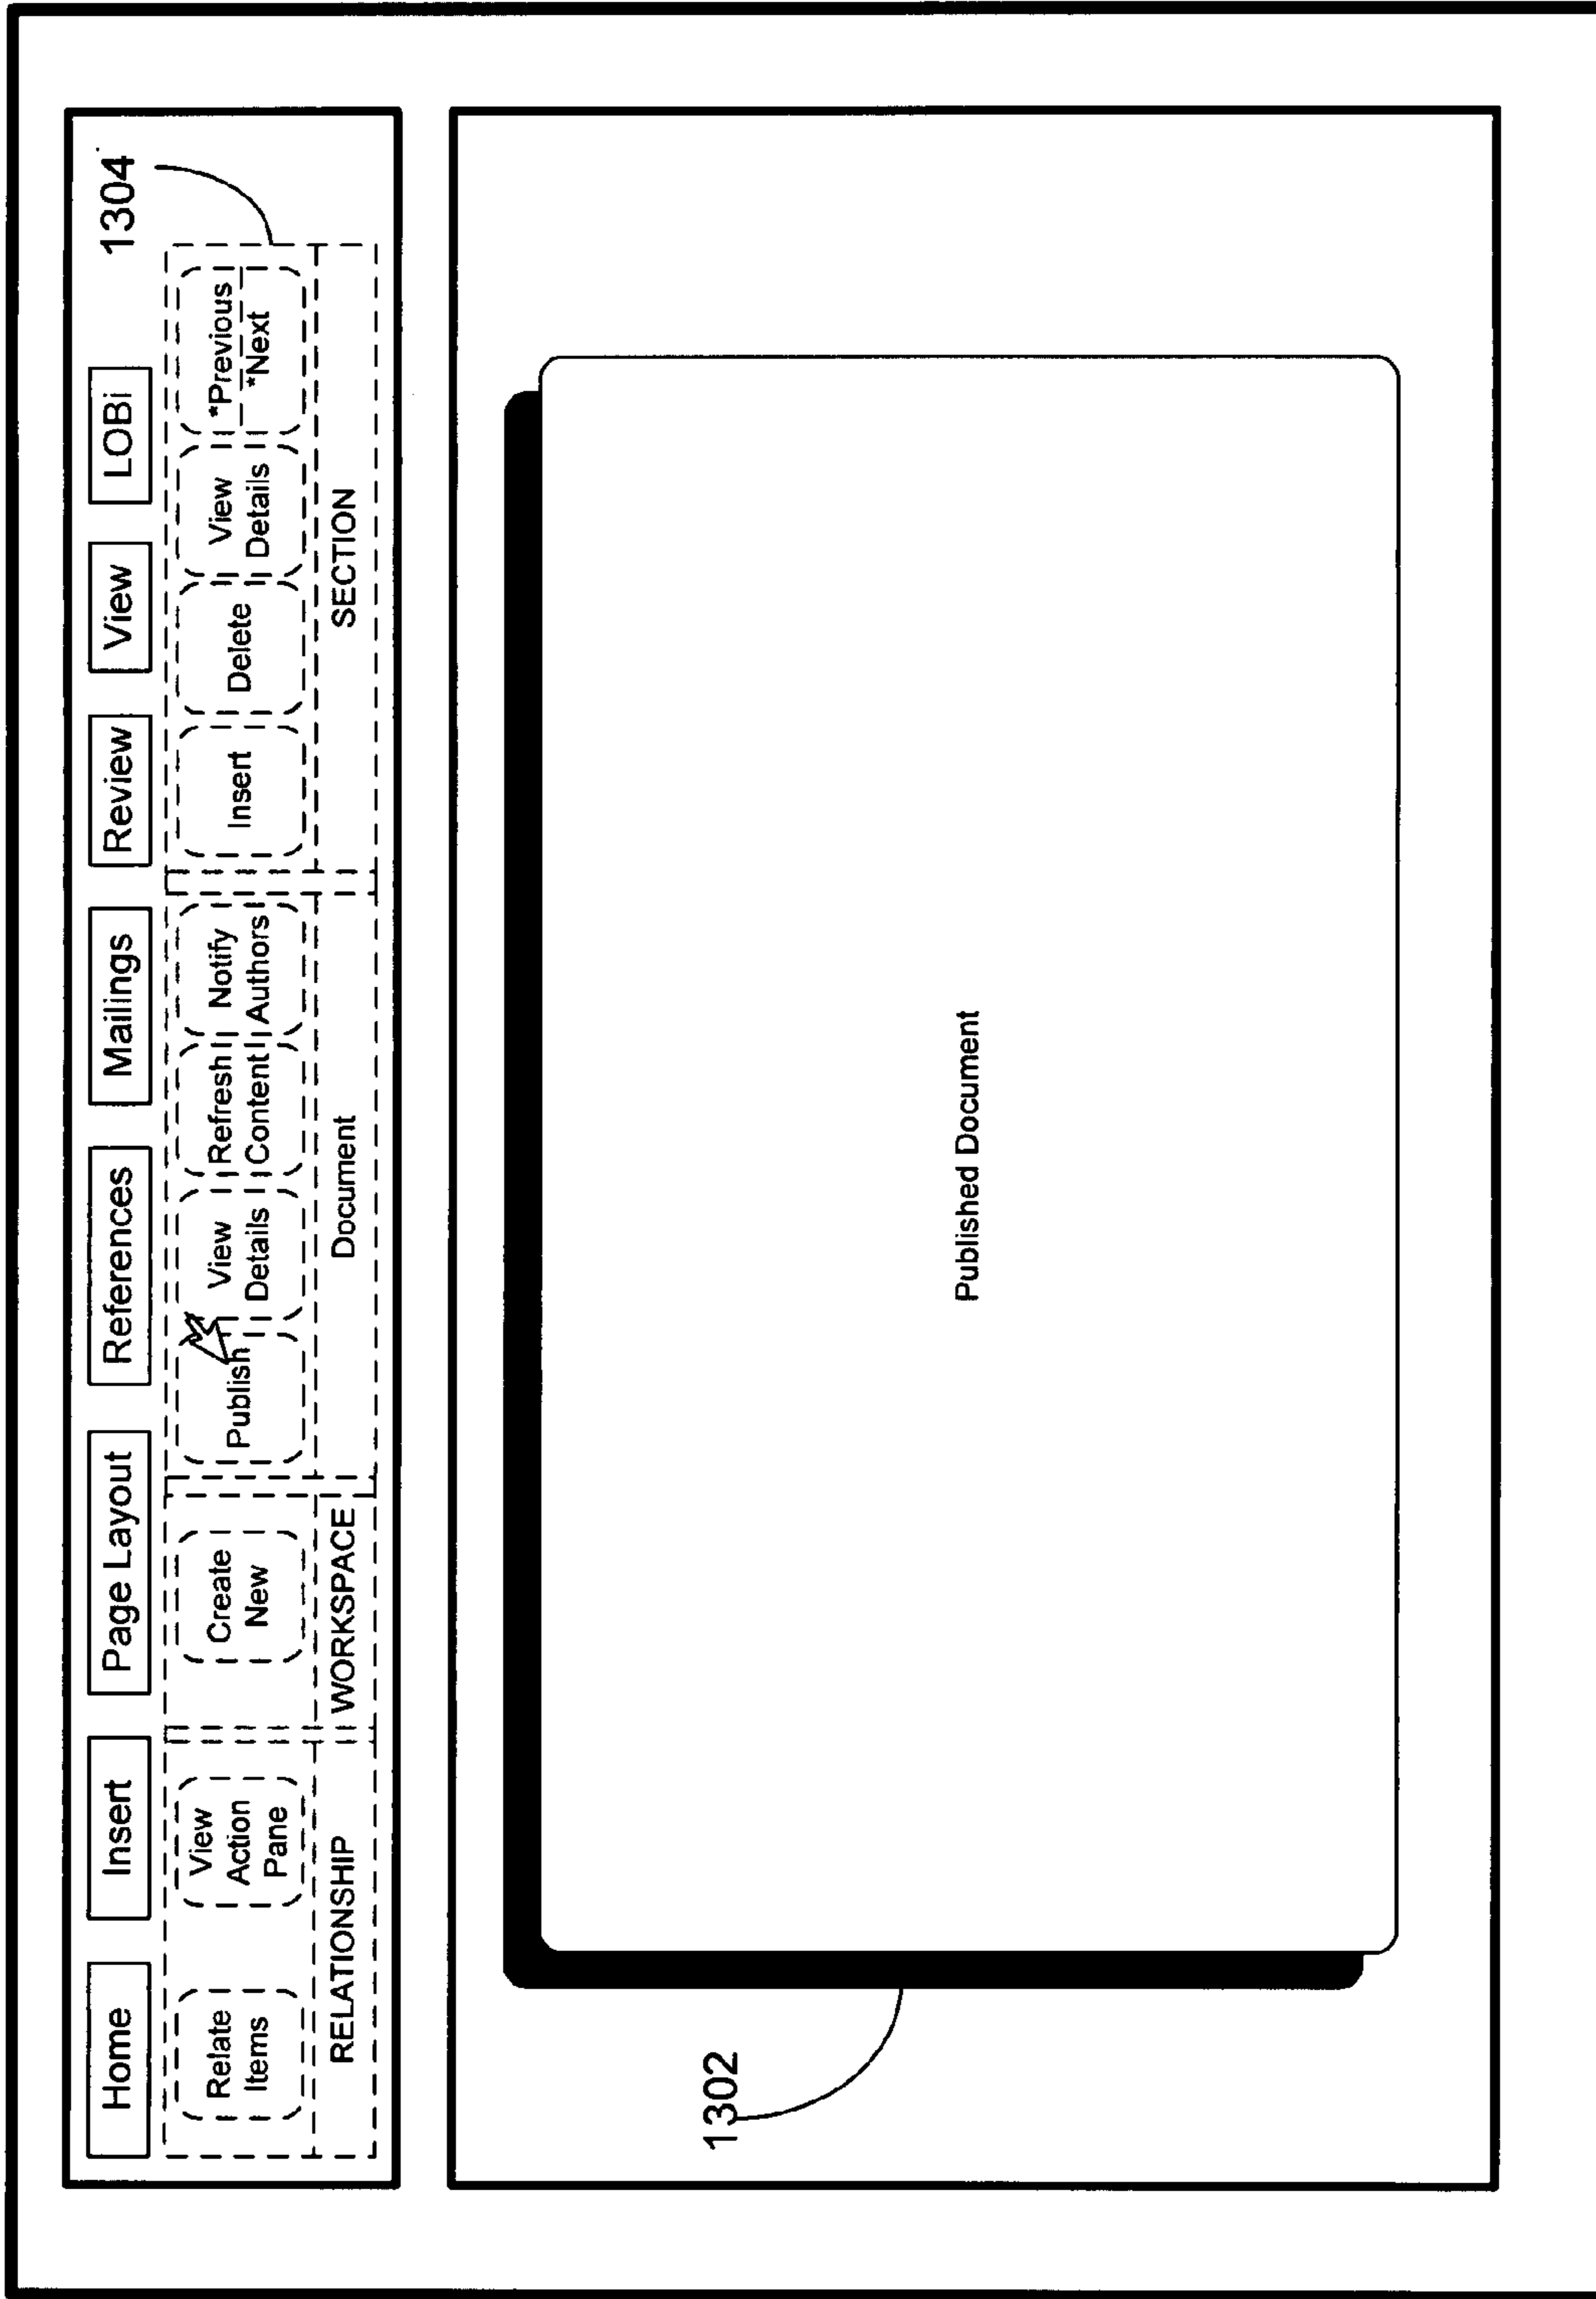 Home Insert Page Layout References Mailings Review View LOBi
1304
Relate
Items
View
Action
Pane
RELATIONSHIP
Create
New
WORKSPACE
Publish
View
Details
Refresh
Content
Notify
Authors
Document
Insert
Delete
View
Details
*Previous
*Next
SECTION
1302
Published Document